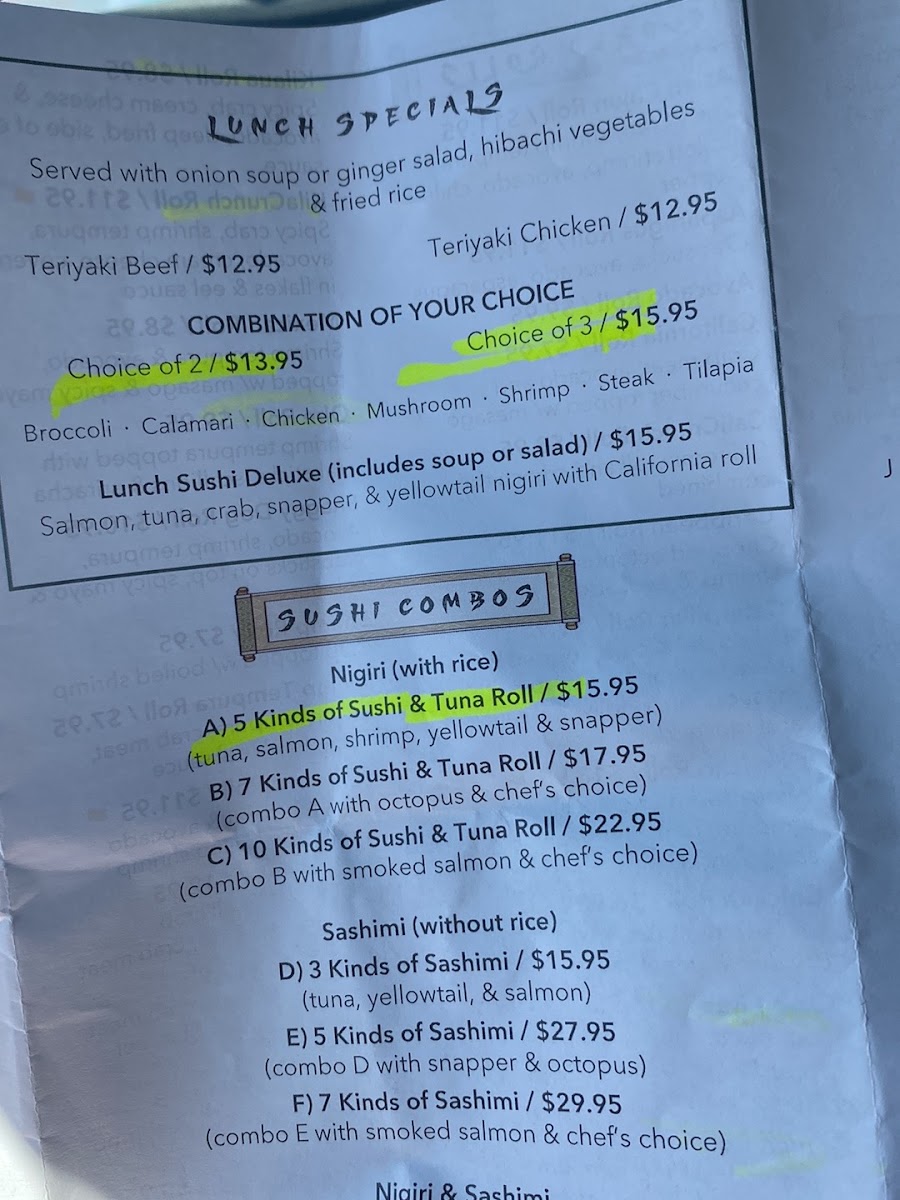 LUNCH SPECIALS
Served with onion soup or ginger salad, hibachi vegetables
& fried rice
Teriyaki Beef / $12.95
Teriyaki Chicken / $12.95
COMBINATION OF YOUR CHOICE
Choice of 2 / $13.95
Choice of 3 / $15.95
Broccoli · Calamari · Chicken · Mushroom · Shrimp · Steak · Tilapia
Lunch Sushi Deluxe (includes soup or salad) / $15.95
Salmon, tuna, crab, snapper, & yellowtail nigiri with California roll
SUSHI COMBOS
Nigiri (with rice)
A) 5 Kinds of Sushi & Tuna Roll / $15.95
(tuna, salmon, shrimp, yellowtail & snapper)
B) 7 Kinds of Sushi & Tuna Roll / $17.95
(combo A with octopus & chef's choice)
C) 10 Kinds of Sushi & Tuna Roll / $22.95
(combo B with smoked salmon & chef's choice)
Sashimi (without rice)
D) 3 Kinds of Sashimi / $15.95
(tuna, yellowtail, & salmon)
E) 5 Kinds of Sashimi / $27.95
(combo D with snapper & octopus)
F) 7 Kinds of Sashimi / $29.95
(combo E with smoked salmon & chef's choice)
Nigiri & Sashimi
J